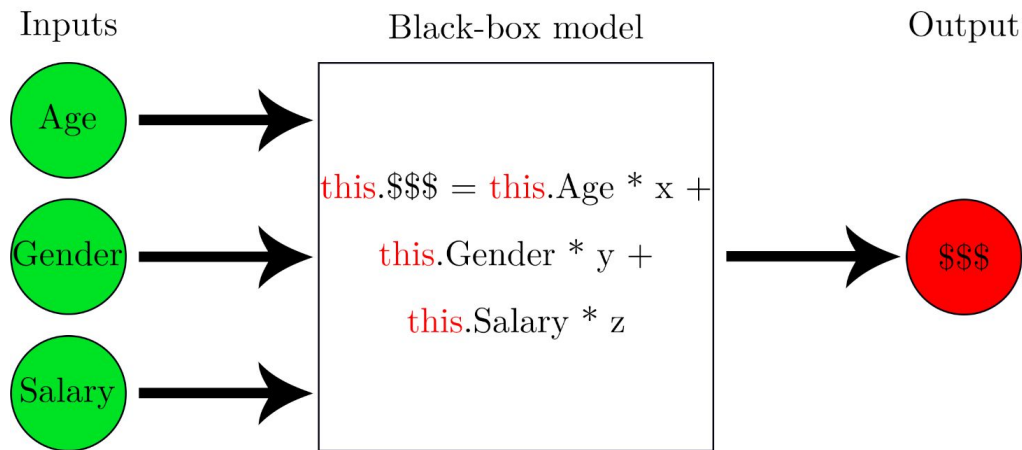 Inputs
Black-box model
Output
Age
Gender
Salary
this.$$$ = this.Age * x +
this.Gender * y +
this.Salary * z
$$$